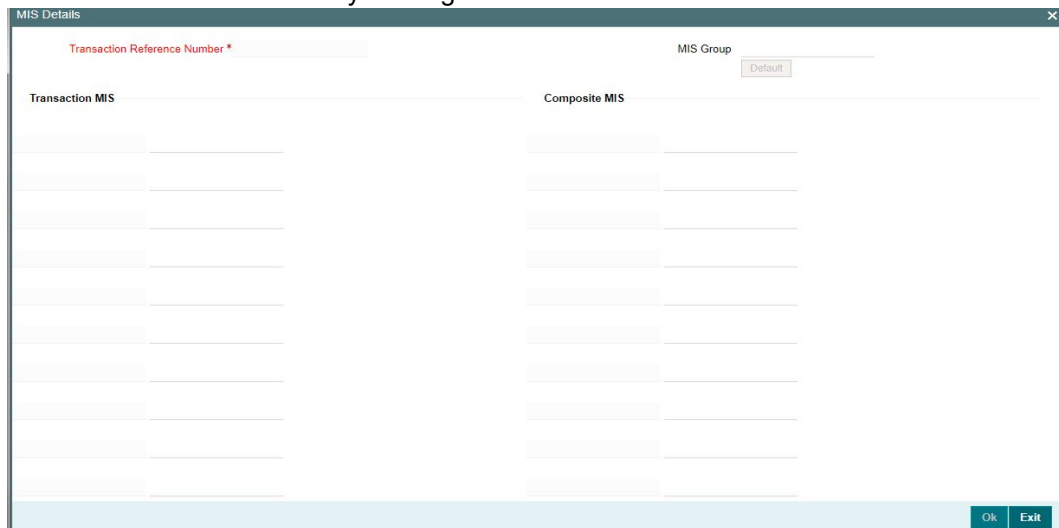 MIS Details
Transaction Reference Number *
MIS Group
Default
Transaction MIS
Composite MIS
Ok Exit